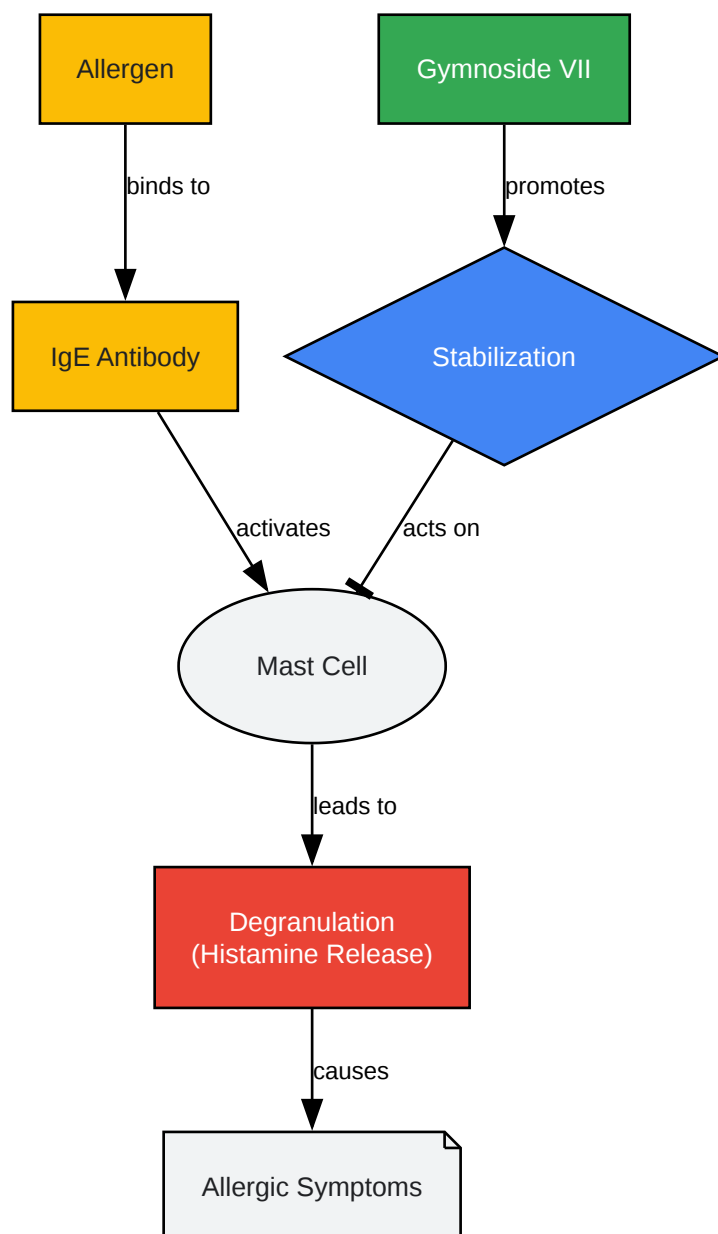 Allergen
Gymnoside VII
binds to
promotes
IgE Antibody
Stabilization
activates
acts on
Mast Cell
leads to
Degranulation
(Histamine Release)
causes
Allergic Symptoms